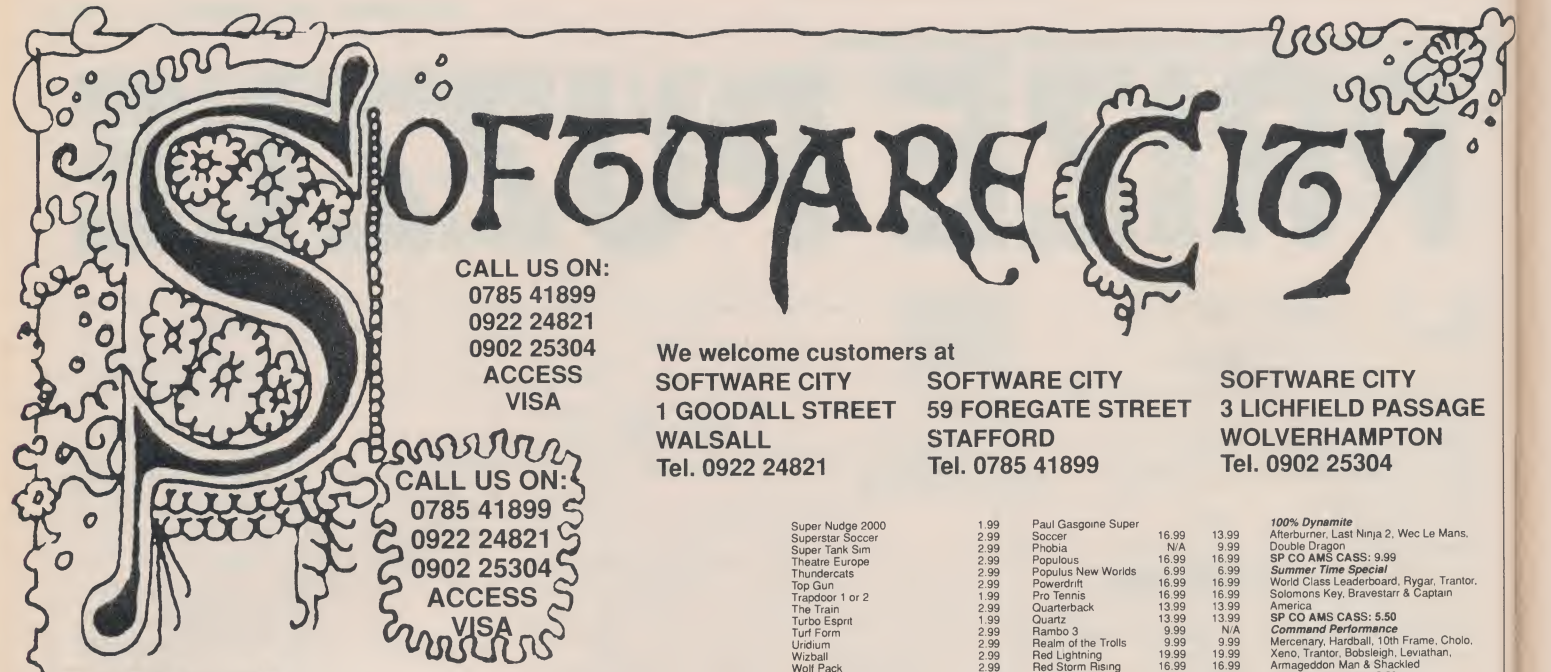 SOFTWARE CITY
CALL US ON:
0785 41899
0922 24821
0902 25304
ACCESS
VISA
CALL US ON:
0785 41899
0922 24821
0902 25304
ACCESS
VISA
We welcome customers at
SOFTWARE CITY
1 GOODALL STREET
WALSALL
Tel. 0922 24821
SOFTWARE CITY
59 FOREGATE STREET
STAFFORD
Tel. 0785 41899
SOFTWARE CITY
3 LICHFIELD PASSAGE
WOLVERHAMPTON
Tel. 0902 25304
Super Nudge 2000 1.99
Superstar Soccer 2.99
Super Tank Sim 2.99
Theatre Europe 2.99
Thundercats 2.99
Top Gun 2.99
Trapdoor 1 or 2 1.99
The Train 2.99
Turbo Esprit 1.99
Turf Form 2.99
Uridium 2.99
Wizball 2.99
Wolf Pack 2.99
Paul Gasgoine Super
Soccer 16.99 13.99
Phobia N/A 9.99
Populous 16.99 16.99
Populus New Worlds 6.99 6.99
Powerdrift 16.99 16.99
Pro Tennis 16.99 16.99
Quarterback 13.99 13.99
Quartz 13.99 13.99
Rambo 3 9.99 N/A
Realm of the Trolls 9.99 9.99
Red Lightning 19.99 19.99
Red Storm Rising 16.99 16.99
100% Dynamite
Afterburner, Last Ninja 2, Wec Le Mans,
Double Dragon
SP CO AMS CASS: 9.99
Summer Time Special
World Class Leaderboard, Rygar, Trantor,
Solomons Key, Bravestarr & Captain
America
SP CO AMS CASS: 5.50
Command Performance
Mercenary, Hardball, 10th Frame, Cholo,
Xeno, Trantor, Bobsleigh, Leviathan,
Armageddon Man & Shackled